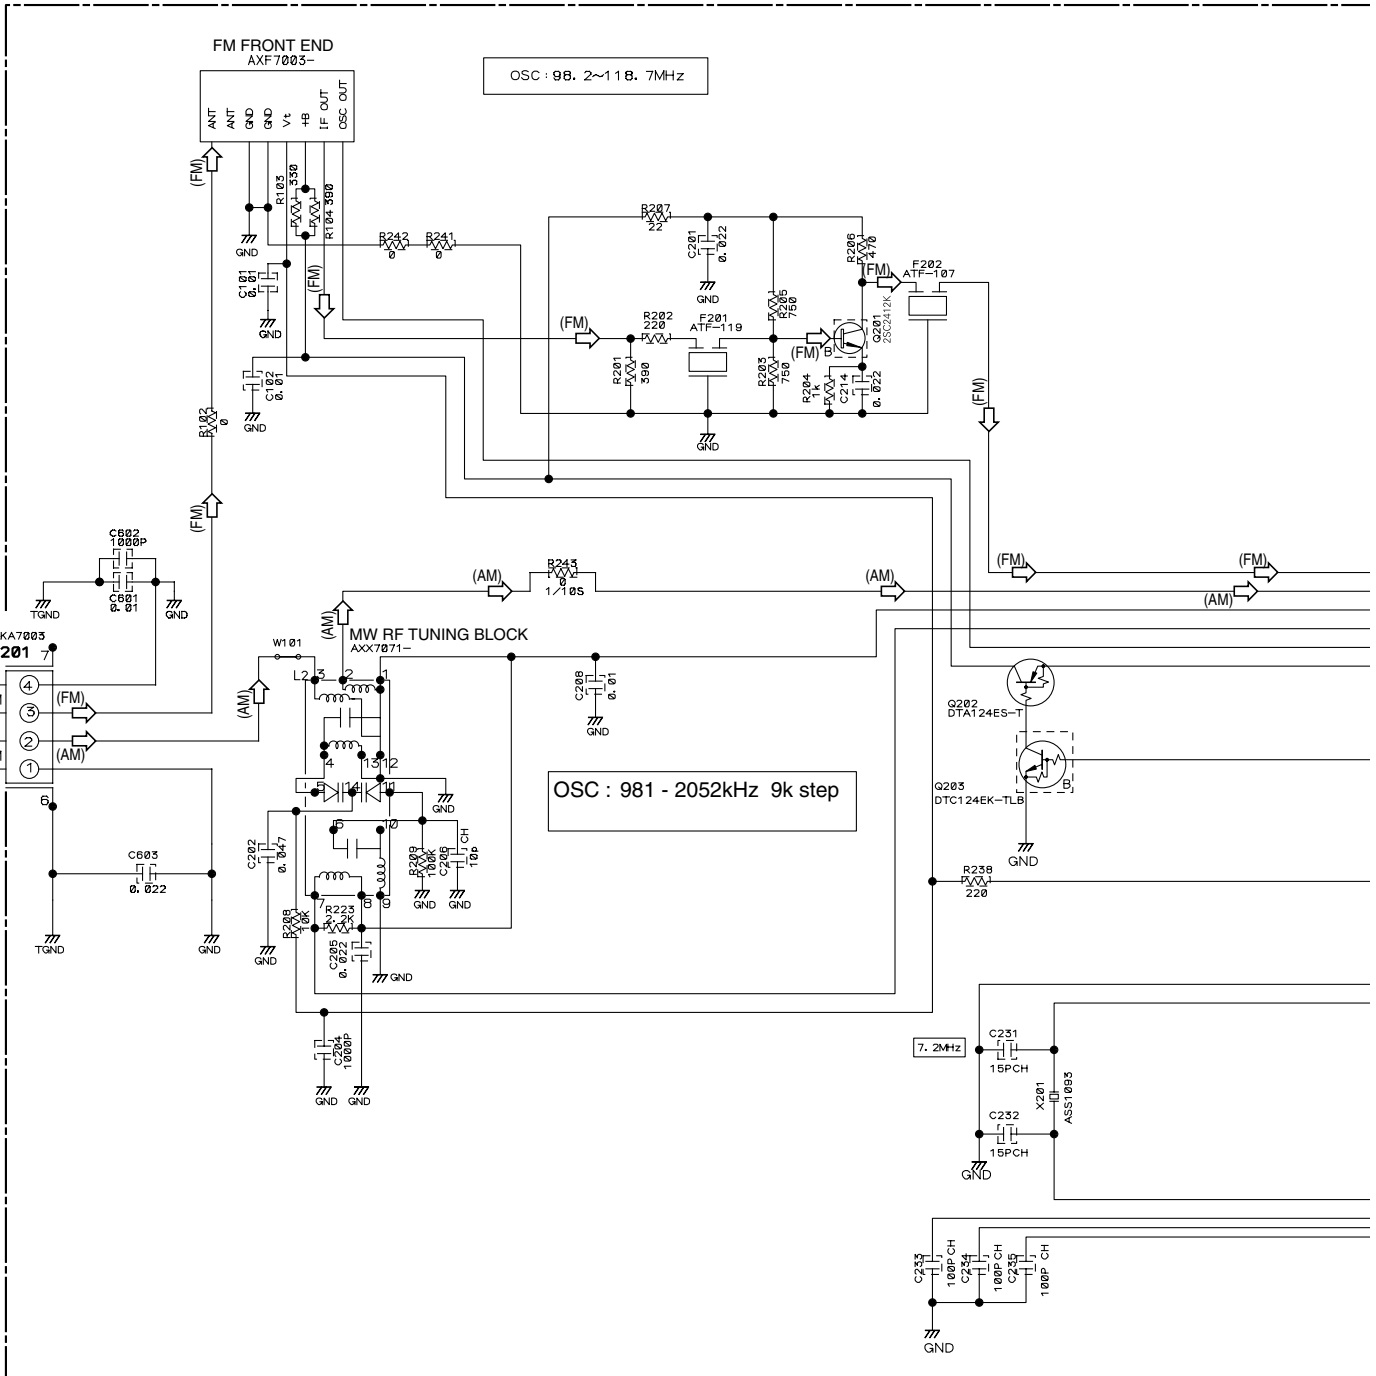 FM FRONT END
AXF7003-
OSC : 98. 2~118. 7MHz
ANT
ANT
GND
GND
Vt
+B
IF OUT
OSC OUT
(FM)
R103
330
R104 390
GND
R242
0
R241
0
C101
0.01
GND
(FM)
R207
22
C201
0.022
GND
R206
470
(FM)
F202
ATF-107
R205
750
(FM)
R202
220
F201
ATF-119
(FM)
B
Q201
2SC2412K
R201
390
R203
750
R204
1k
C214
0.022
GND
C102
0.01
GND
R102
0
(FM)
(FM)
C602
1000P
C601
0. 01
TGND
GND
KA7003
201
7
4
3
2
1
6
(FM)
(AM)
(AM)
W101
(AM)
MW RF TUNING BLOCK
AXX7071-
(AM)
R243
0
1/10S
(AM)
(FM)
(FM)
(AM)
L2
3
2
1
4
13
12
5
14
11
6
10
7
8
9
GND
C208
0.01
GND
OSC : 981 - 2052kHz 9k step
Q202
DTA124ES-T
Q203
DTC124EK-TLB
B
GND
R238
220
C603
0. 022
TGND
GND
C202
0.047
GND
R208
10K
R223
2. 2K
C205
0.022
GND
R209
100K
GND
C206
10p
CH
GND
C204
1000P
GND
GND
7. 2MHz
C231
15PCH
X201
ASS1093
C232
15PCH
GND
C233
100P CH
C234
100P CH
C235
100P CH
GND